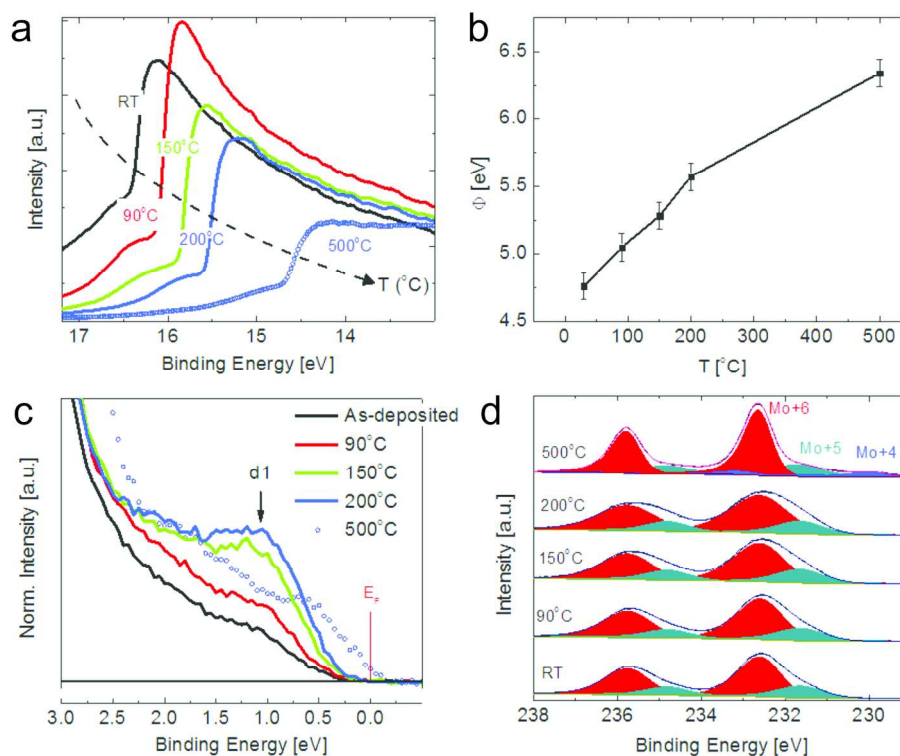 a
Intensity [a.u.]
RT
150°C
90°C
200°C
500°C
T (°C)
17 16 15 14
Binding Energy [eV]
b
Φ [eV]
6.75
6.0
5.5
5.0
4.5
0 100 200 300 400 500
T [°C]
c
Norm. Intensity [a.u.]
As-deposited
90°C
150°C
200°C
500°C
d1
E_F
3.0 2.5 2.0 1.5 1.0 0.5 0.0
Binding Energy [eV]
d
Intensity [a.u.]
Mo+6
Mo+5
Mo+4
500°C
200°C
150°C
90°C
RT
238 236 234 232 230
Binding Energy [eV]